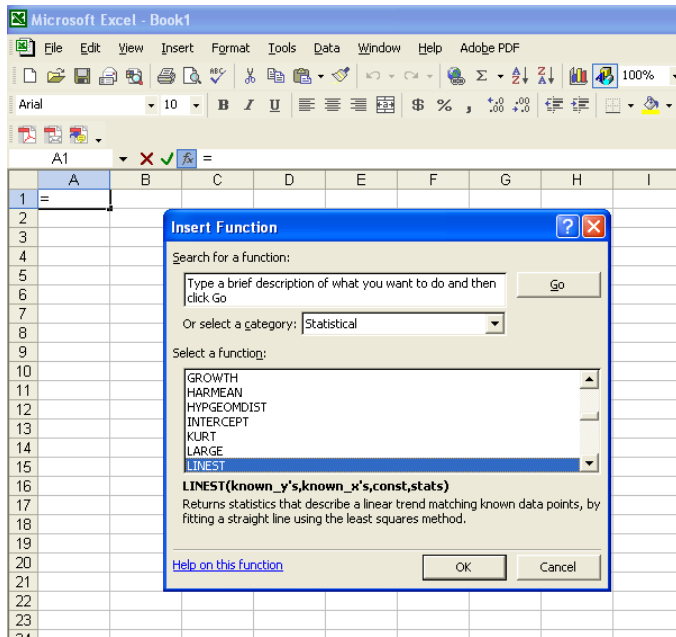 Microsoft Excel - Book1
File Edit View Insert Format Tools Data Window Help Adobe PDF
100%
Arial 10 B I U $ % ,
A1 fx =
A B C D E F G H I
1 =
2
3
4
5
6
7
8
9
10
11
12
13
14
15
16
17
18
19
20
21
22
23
Insert Function
Search for a function:
Type a brief description of what you want to do and then
click Go
Go
Or select a category: Statistical
Select a function:
GROWTH
HARMEAN
HYPGEOMDIST
INTERCEPT
KURT
LARGE
LINEST
LINEST(known_y's,known_x's,const,stats)
Returns statistics that describe a linear trend matching known data points, by
fitting a straight line using the least squares method.
Help on this function
OK Cancel